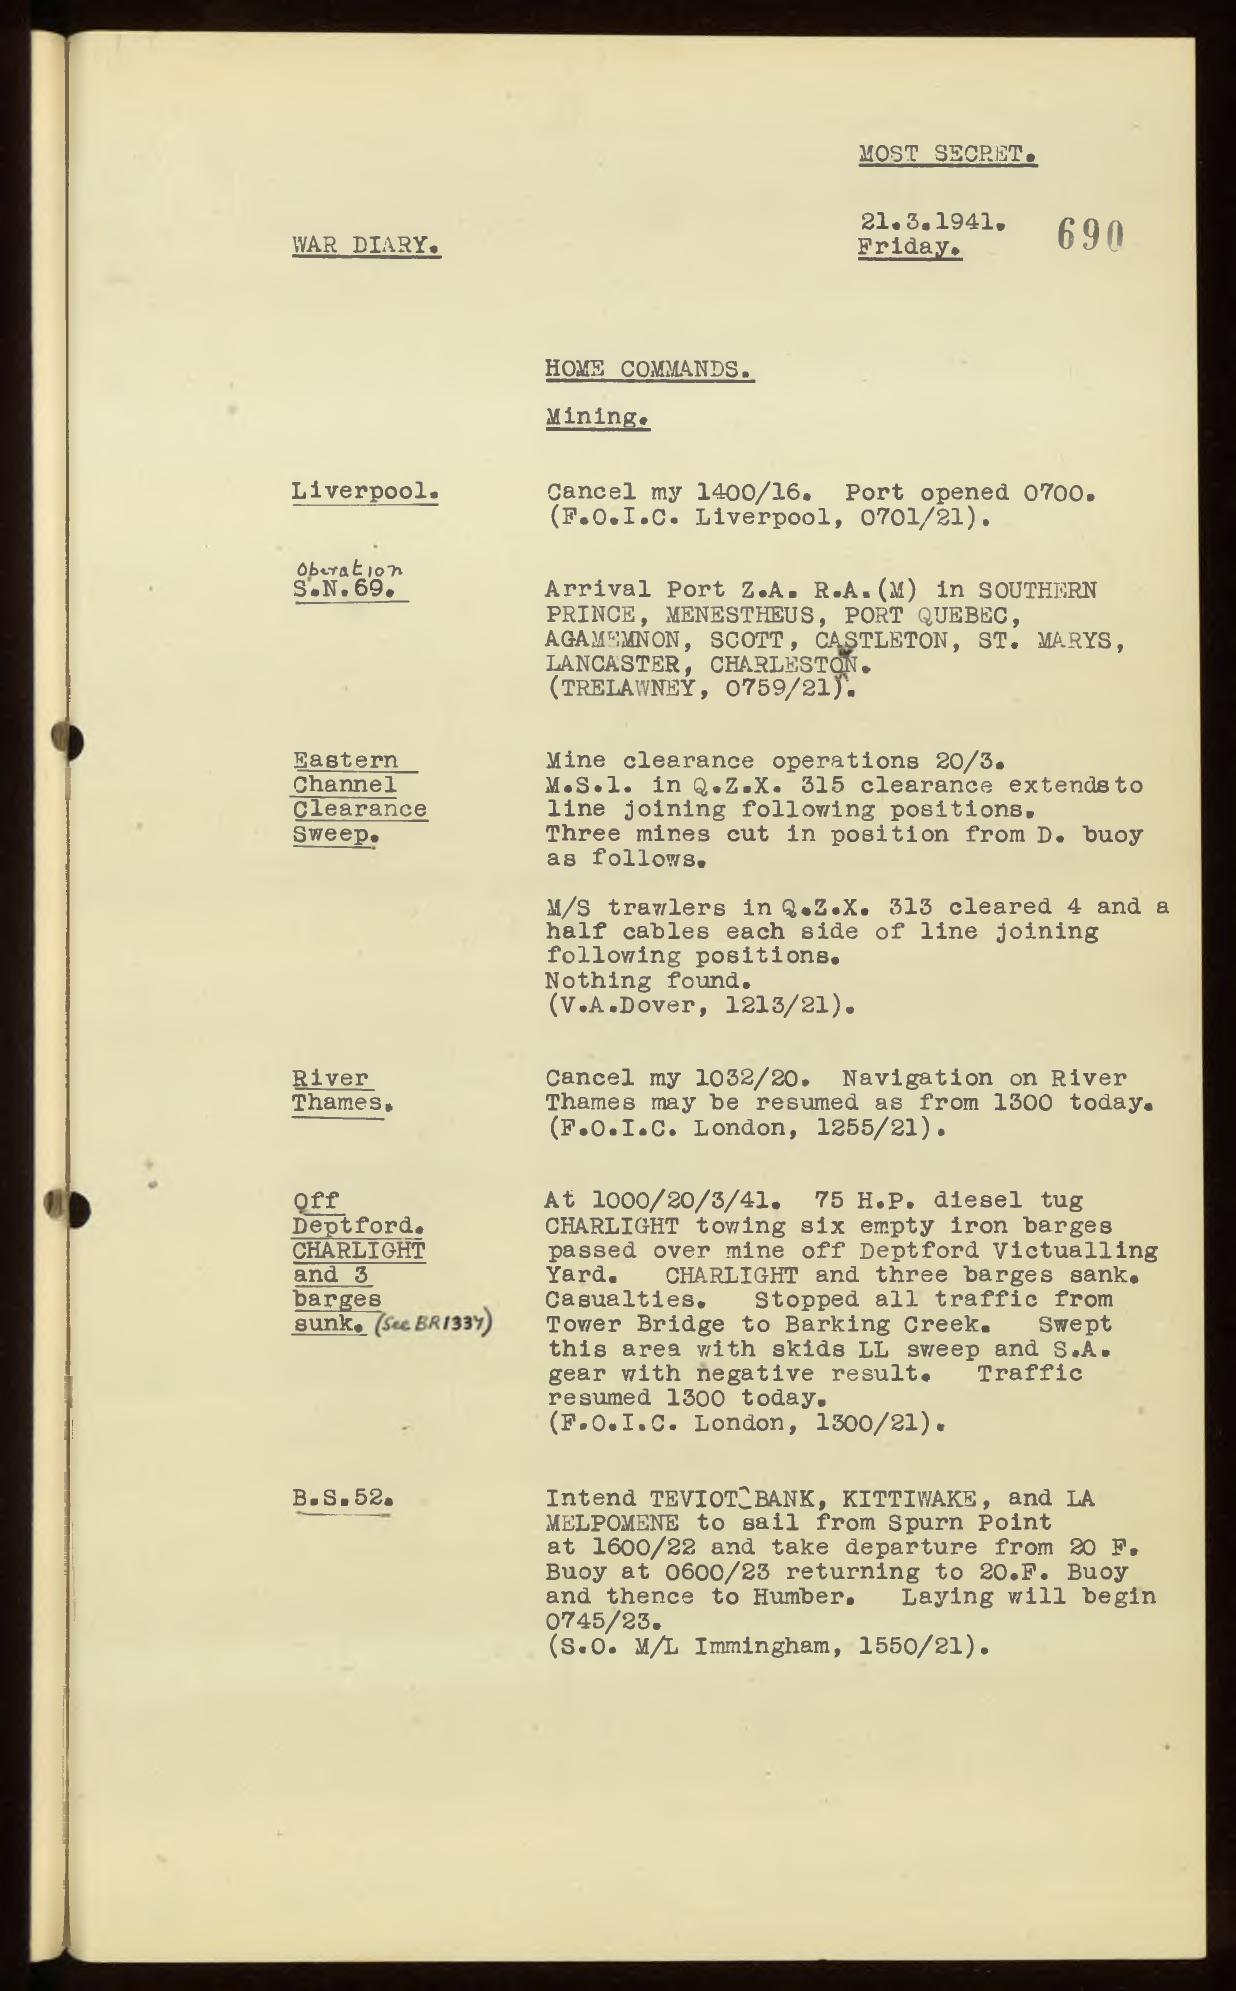 MOST SECRET.
21.3.1941. 690
WAR DIARY. Friday.
HOME COMMANDS.
Mining.
Liverpool. Cancel my 1400/16. Port opened 0700.
(F.O.I.C. Liverpool, 0701/21).
Operation
S.N.69. Arrival Port Z.A. R.A.(M) in SOUTHERN
PRINCE, MENESTHEUS, PORT QUEBEC,
AGAMEMNON, SCOTT, CASTLETON, ST. MARYS,
LANCASTER, CHARLESTON.
(TRELAWNEY, 0759/21).
Eastern Mine clearance operations 20/3.
Channel M.S.1. in Q.Z.X. 315 clearance extends to
Clearance line joining following positions.
Sweep. Three mines cut in position from D. buoy
as follows.
M/S trawlers in Q.Z.X. 313 cleared 4 and a
half cables each side of line joining
following positions.
Nothing found.
(V.A.Dover, 1213/21).
River Cancel my 1032/20. Navigation on River
Thames. Thames may be resumed as from 1300 today.
(F.O.I.C. London, 1255/21).
Off At 1000/20/3/41. 75 H.P. diesel tug
Deptford. CHARLIGHT towing six empty iron barges
CHARLIGHT passed over mine off Deptford Victualling
and 3 Yard. CHARLIGHT and three barges sank.
barges Casualties. Stopped all traffic from
sunk. (See BR1337) Tower Bridge to Barking Creek. Swept
this area with skids LL sweep and S.A.
gear with negative result. Traffic
resumed 1300 today.
(F.O.I.C. London, 1300/21).
B.S.52. Intend TEVIOT BANK, KITTIWAKE, and LA
MELPOMENE to sail from Spurn Point
at 1600/22 and take departure from 20 F.
Buoy at 0600/23 returning to 20.F. Buoy
and thence to Humber. Laying will begin
0745/23.
(S.O. M/L Immingham, 1550/21).